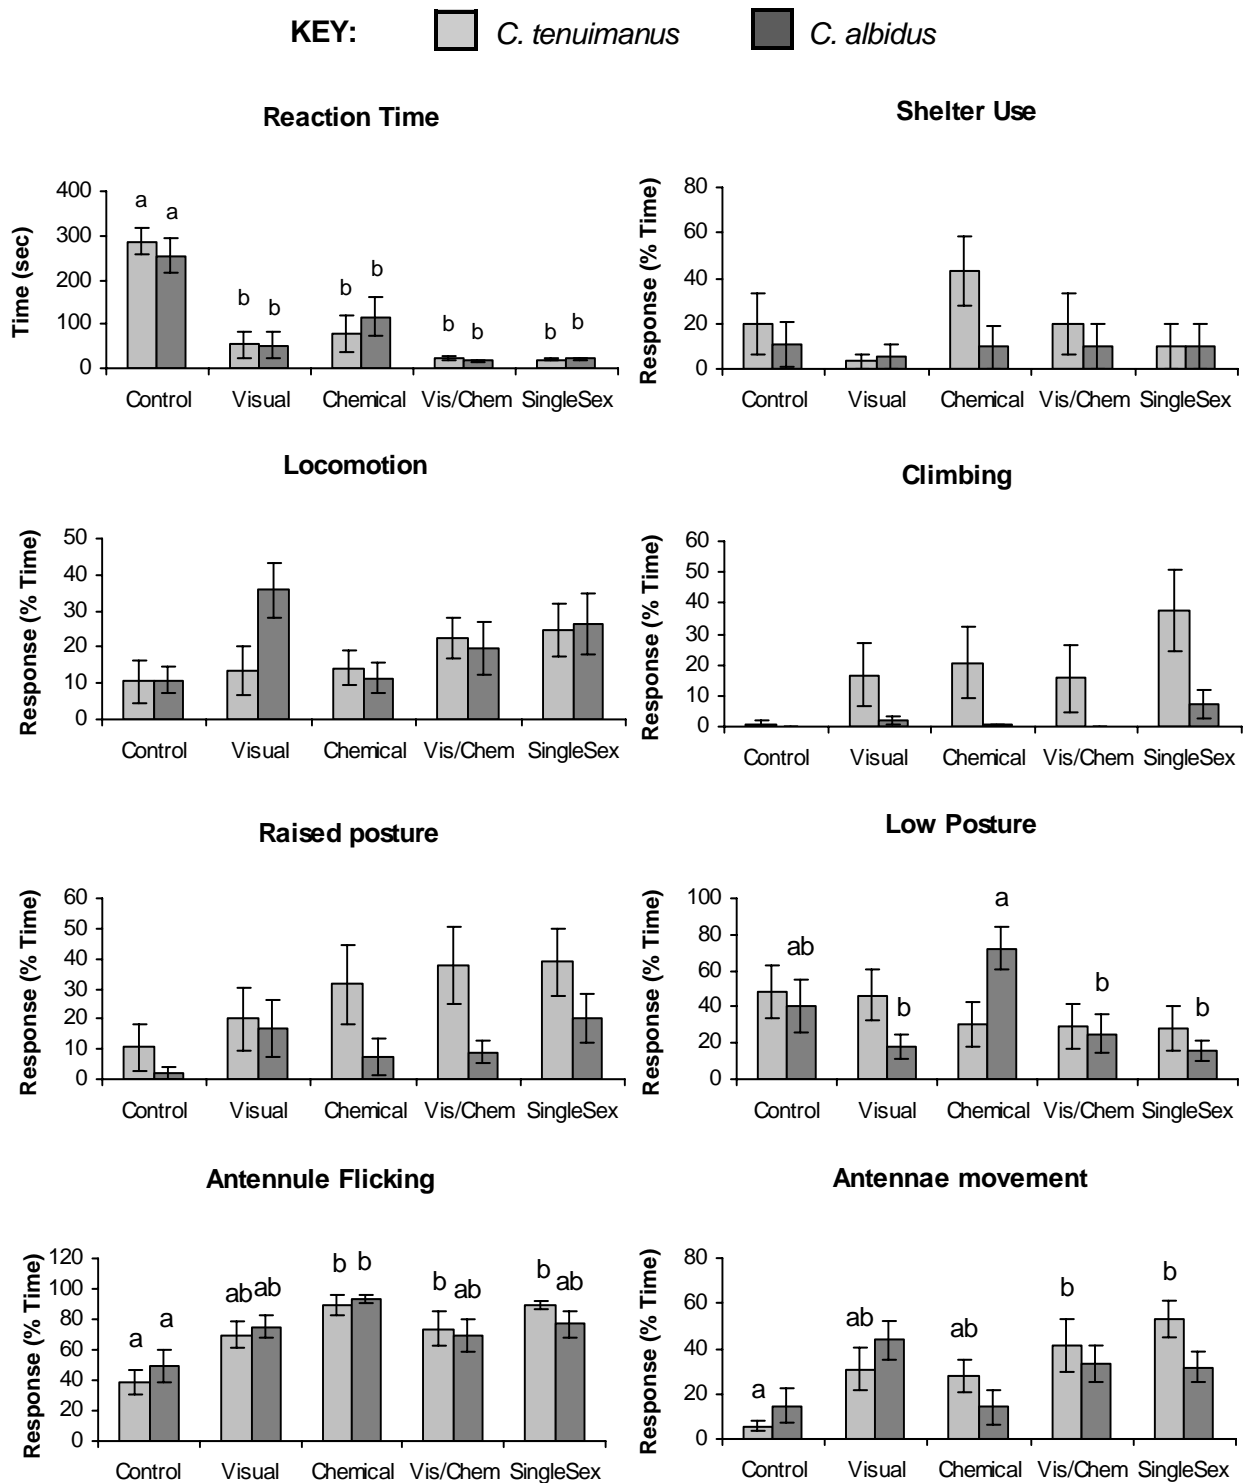 KEY: C. tenuimanus C. albidus
Reaction Time
Time (sec)
400
300
200
100
0
a a b b b b b b b b
Control Visual Chemical Vis/Chem SingleSex
Shelter Use
Response (% Time)
80
60
40
20
0
Control Visual Chemical Vis/Chem SingleSex
Locomotion
Response (% Time)
50
40
30
20
10
0
Control Visual Chemical Vis/Chem SingleSex
Climbing
Response (% Time)
60
50
40
30
20
10
0
Control Visual Chemical Vis/Chem SingleSex
Raised posture
Response (% Time)
60
50
40
30
20
10
0
Control Visual Chemical Vis/Chem SingleSex
Low Posture
Response (% Time)
100
80
60
40
20
0
ab b a b b
Control Visual Chemical Vis/Chem SingleSex
Antennule Flicking
Response (% Time)
120
100
80
60
40
20
0
a a ab ab b b b ab b ab
Control Visual Chemical Vis/Chem SingleSex
Antennae movement
Response (% Time)
80
60
40
20
0
a ab ab b b
Control Visual Chemical Vis/Chem SingleSex